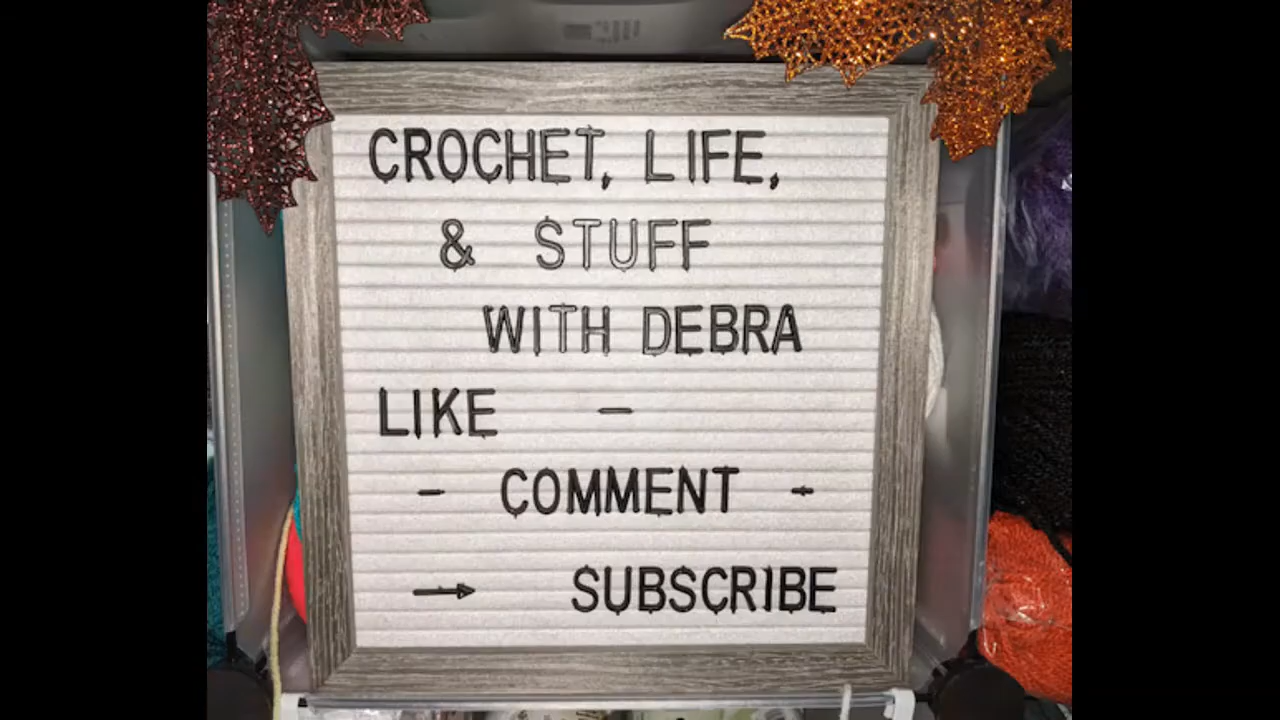 CROCHET, LIFE,
& STUFF
WITH DEBRA
LIKE -
- COMMENT -
→ SUBSCRIBE